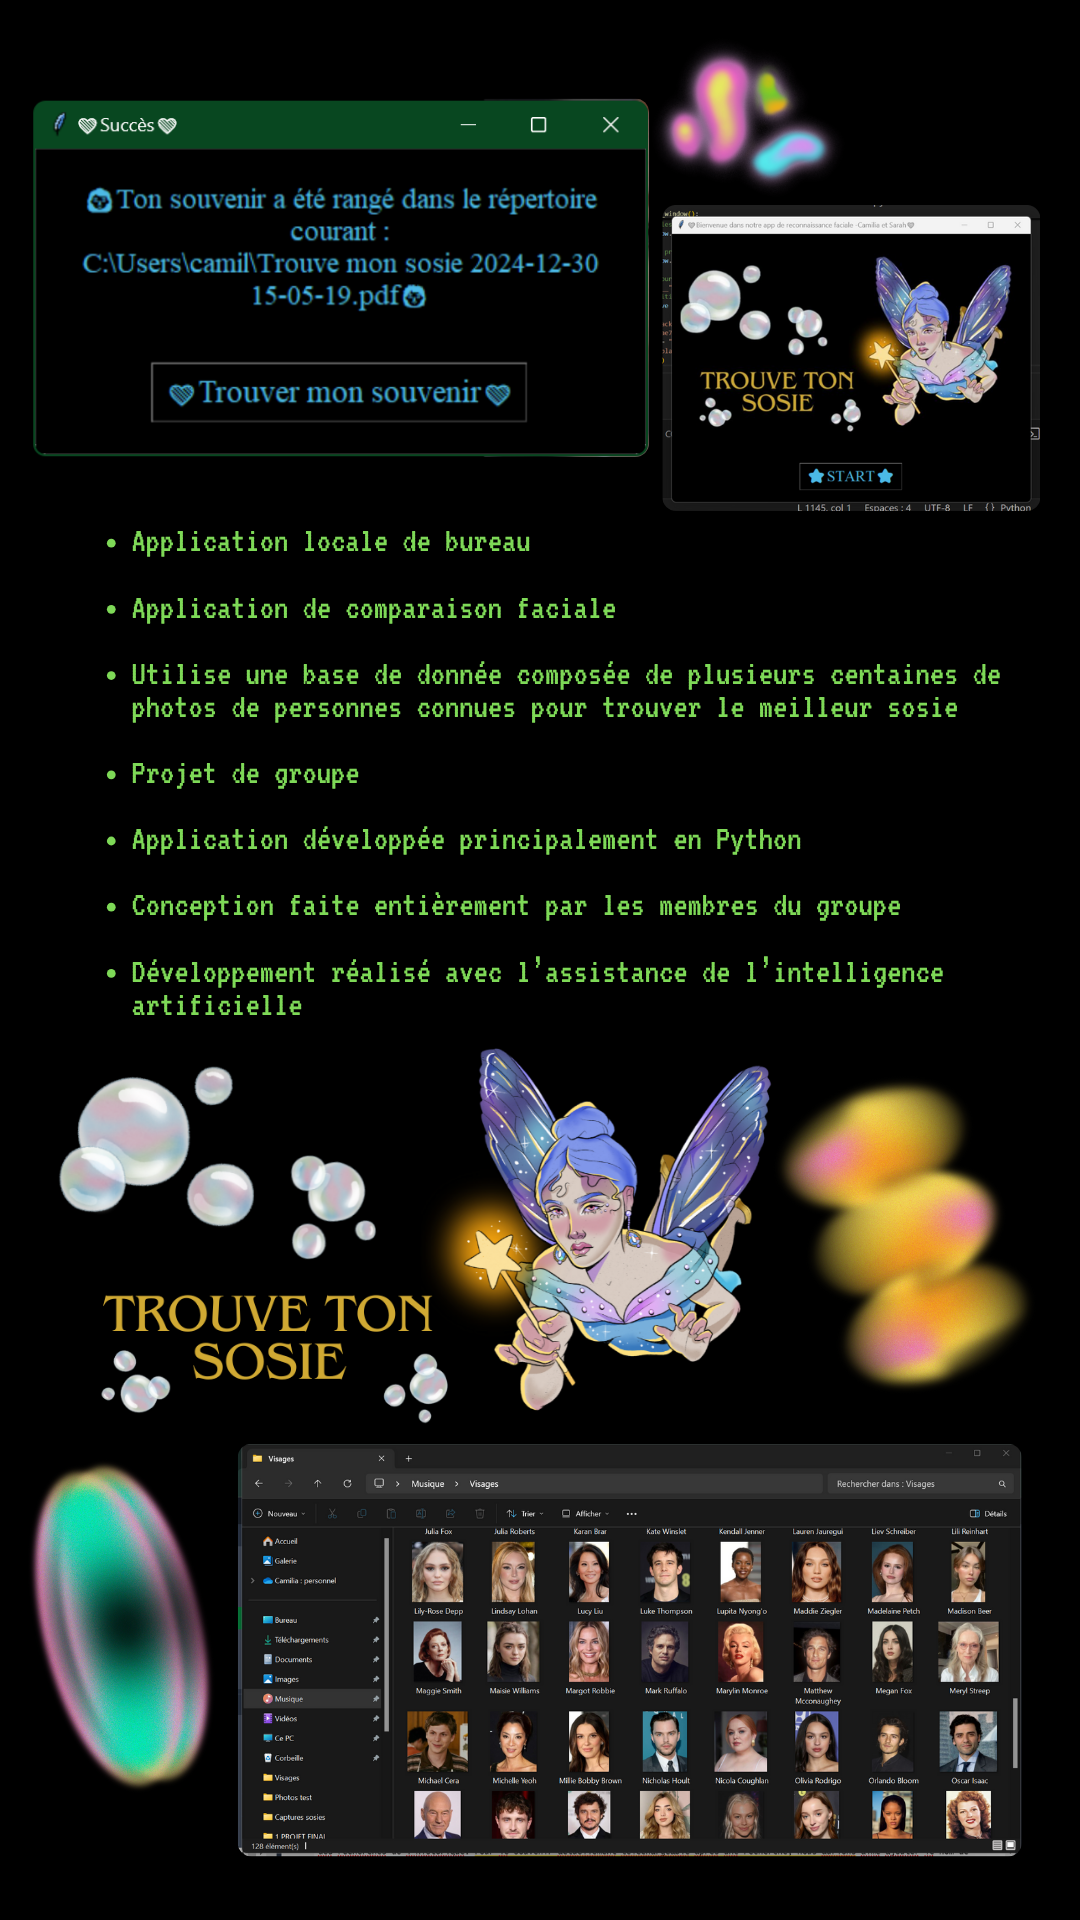 Succès
Ton souvenir a été rangé dans le répertoire
courant :
C:\Users\camil\Trouve mon sosie 2024-12-30
15-05-19.pdf
Trouver mon souvenir
window():
Bienvenue dans notre app de reconnaissance faciale -Camilia et Sarah
TROUVE TON
SOSIE
START
L 1145, col 1 Espaces : 4 UTF-8 LF {} Python
• Application locale de bureau
• Application de comparaison faciale
• Utilise une base de donnée composée de plusieurs centaines de
photos de personnes connues pour trouver le meilleur sosie
• Projet de groupe
• Application développée principalement en Python
• Conception faite entièrement par les membres du groupe
• Développement réalisé avec l'assistance de l'intelligence
artificielle
TROUVE TON
SOSIE
Visages
Musique > Visages
Rechercher dans : Visages
Nouveau
Trier
Afficher
Détails
Accueil
Galerie
Camilia : personnel
Bureau
Téléchargements
Documents
Images
Musique
Vidéos
Ce PC
Corbeille
Visages
Photos test
Captures sosies
1 PROJET FINAL
128 élément(s)
Julia Fox Julia Roberts Karan Brar Kate Winslet Kendall Jenner Lauren Jauregui Liev Schreiber Lili Reinhart
Lily-Rose Depp Lindsay Lohan Lucy Liu Luke Thompson Lupita Nyong'o Maddie Ziegler Madelaine Petch Madison Beer
Maggie Smith Maisie Williams Margot Robbie Mark Ruffalo Marylin Monroe Matthew Mcconaughey Megan Fox Meryl Streep
Michael Cera Michelle Yeoh Millie Bobby Brown Nicholas Hoult Nicola Coughlan Olivia Rodrigo Orlando Bloom Oscar Isaac